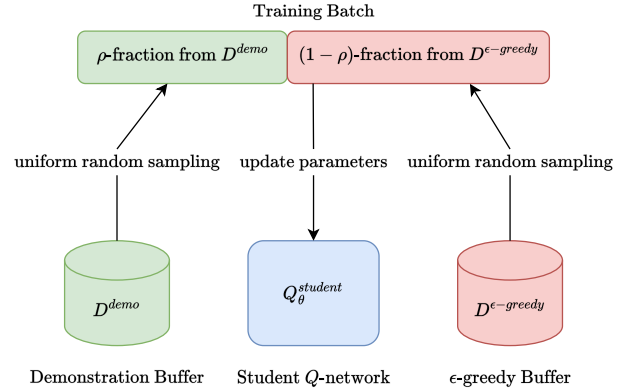 Training Batch
ρ-fraction from D^{demo} (1 − ρ)-fraction from D^{ϵ−greedy}
uniform random sampling update parameters uniform random sampling
D^{demo} Q_θ^{student} D^{ϵ−greedy}
Demonstration Buffer Student Q-network ϵ-greedy Buffer